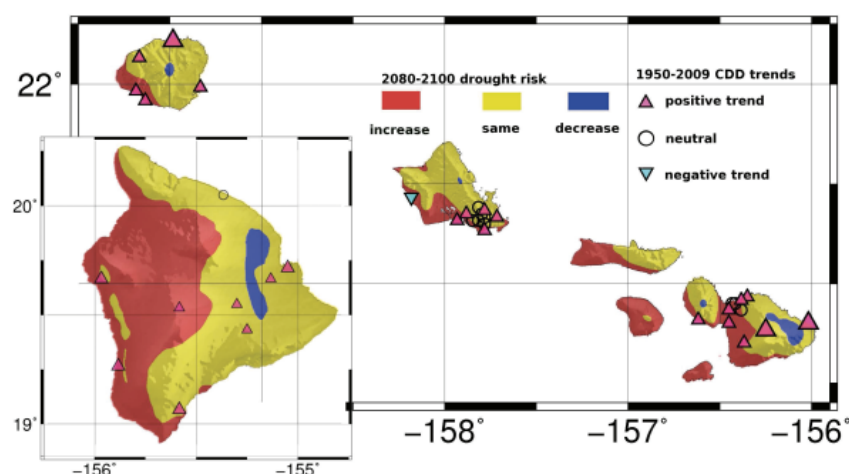 2080-2100 drought risk
increase
same
decrease
1950-2009 CDD trends
positive trend
neutral
negative trend
22°
20°
19°
−156°
−155°
−158°
−157°
−156°